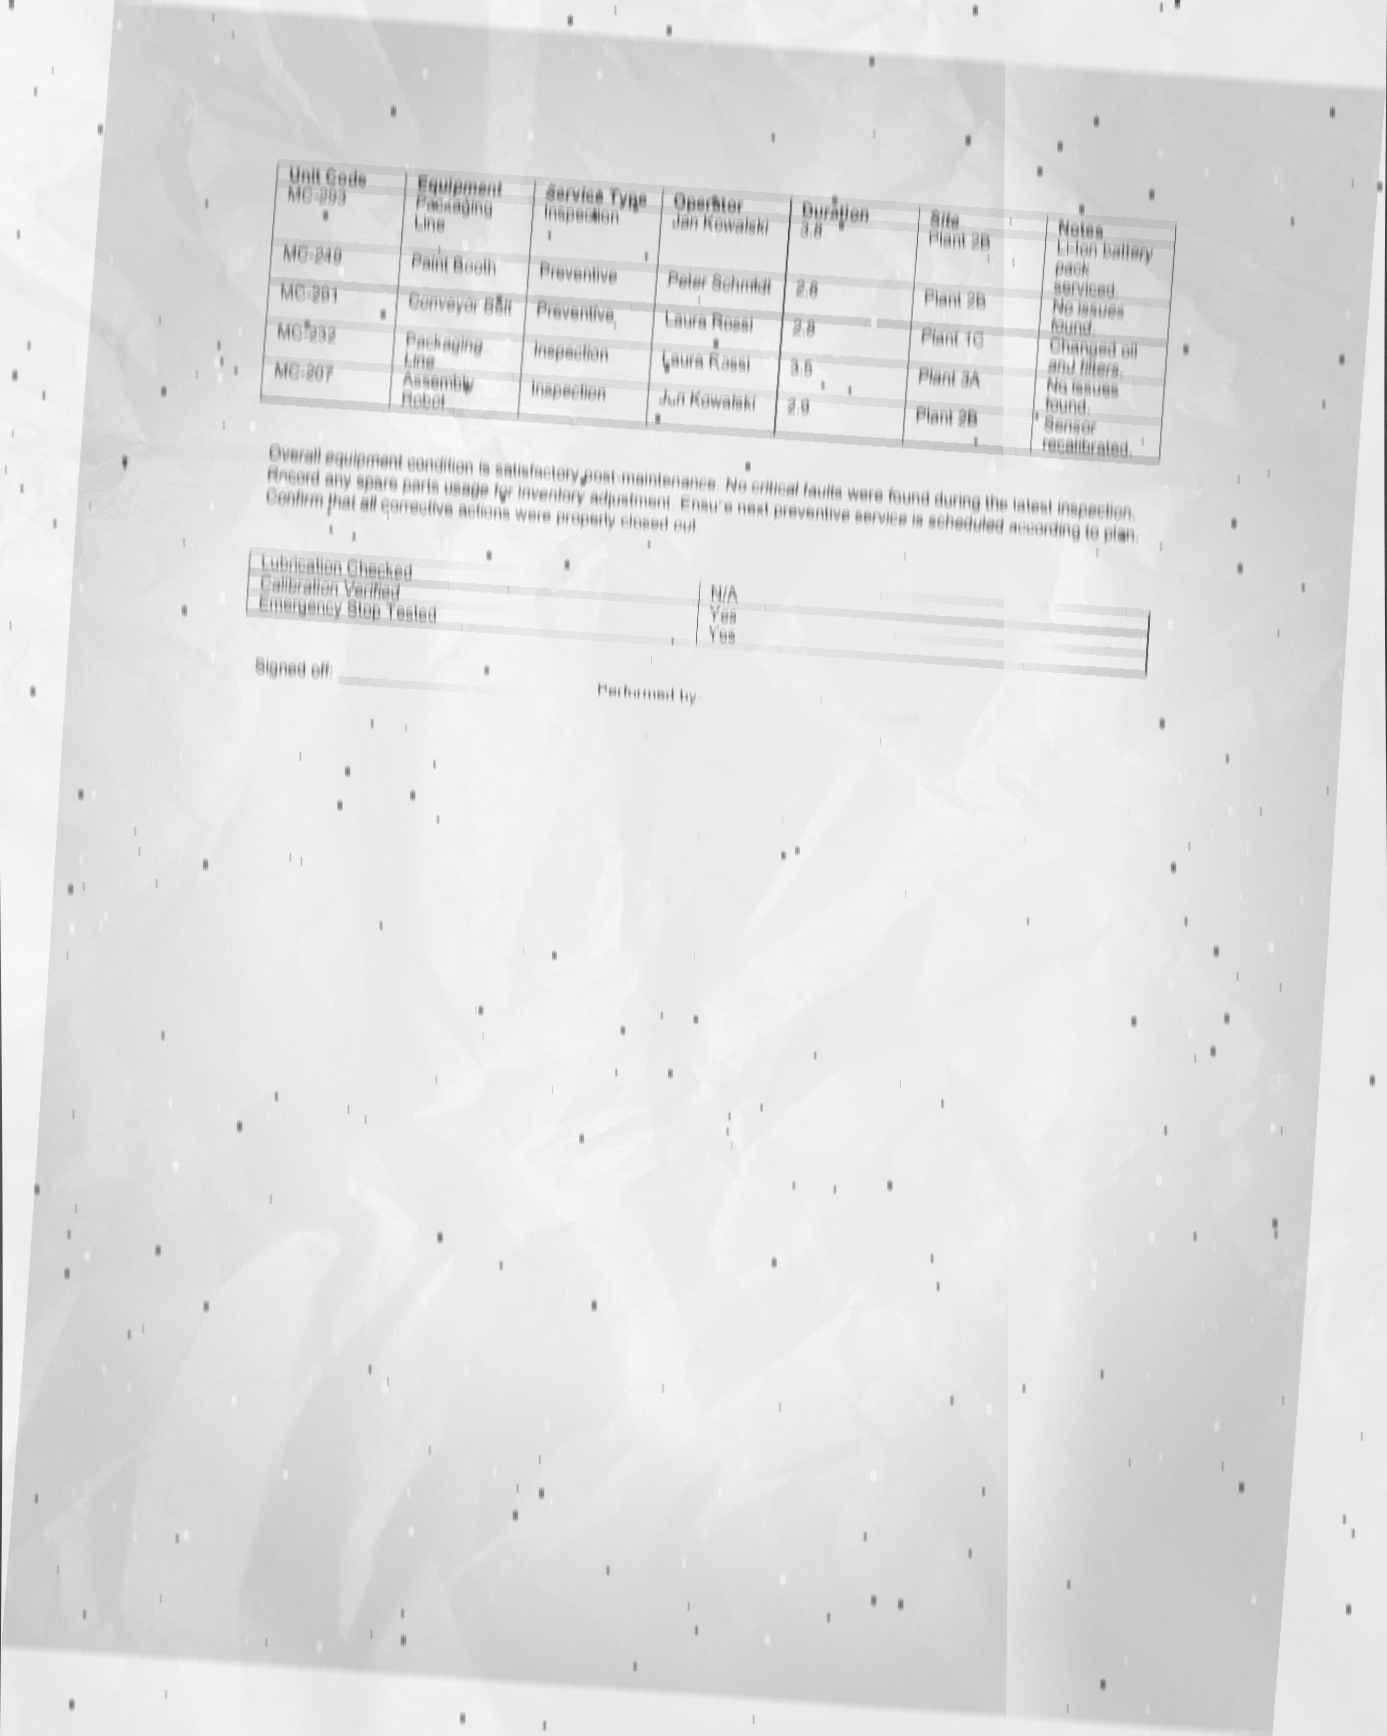 Unit Code Equipment Service Type Operator Duration Site Notes
MC-293 Packaging Line Inspection Jan Kowalski 3.8 Plant 2B Li-Ion battery pack serviced.
MC-249 Paint Booth Preventive Peter Schmidt 2.8 Plant 2B No issues found.
MC-281 Conveyor Belt Preventive Laura Rossi 2.8 Plant 1C Changed oil and filters.
MC-232 Packaging Line Inspection Laura Rossi 3.5 Plant 3A No issues found.
MC-207 Assembly Robot Inspection Jan Kowalski 2.9 Plant 2B Sensor recalibrated.
Overall equipment condition is satisfactory post-maintenance. No critical faults were found during the latest inspection.
Record any spare parts usage for inventory adjustment. Ensure next preventive service is scheduled according to plan.
Confirm that all corrective actions were properly closed out.
Lubrication Checked N/A
Calibration Verified Yes
Emergency Stop Tested Yes
Signed off: Performed by: